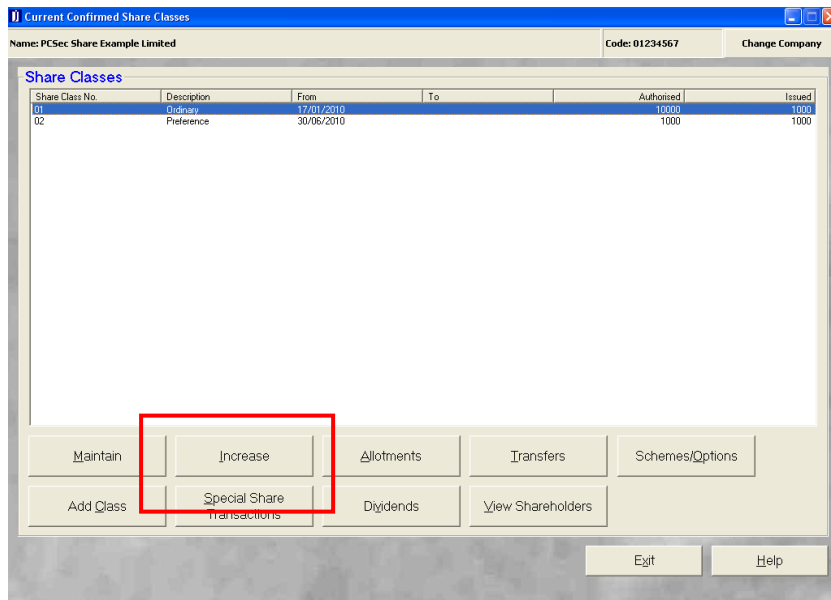 Current Confirmed Share Classes
Name: PCSec Share Example Limited Code: 01234567 Change Company
Share Classes
Share Class No. Description From To Authorised Issued
01 Ordinary 17/01/2010 10000 1000
02 Preference 30/06/2010 1000 1000
Maintain Increase Allotments Transfers Schemes/Options
Add Class Special Share Transactions Dividends View Shareholders
Exit Help